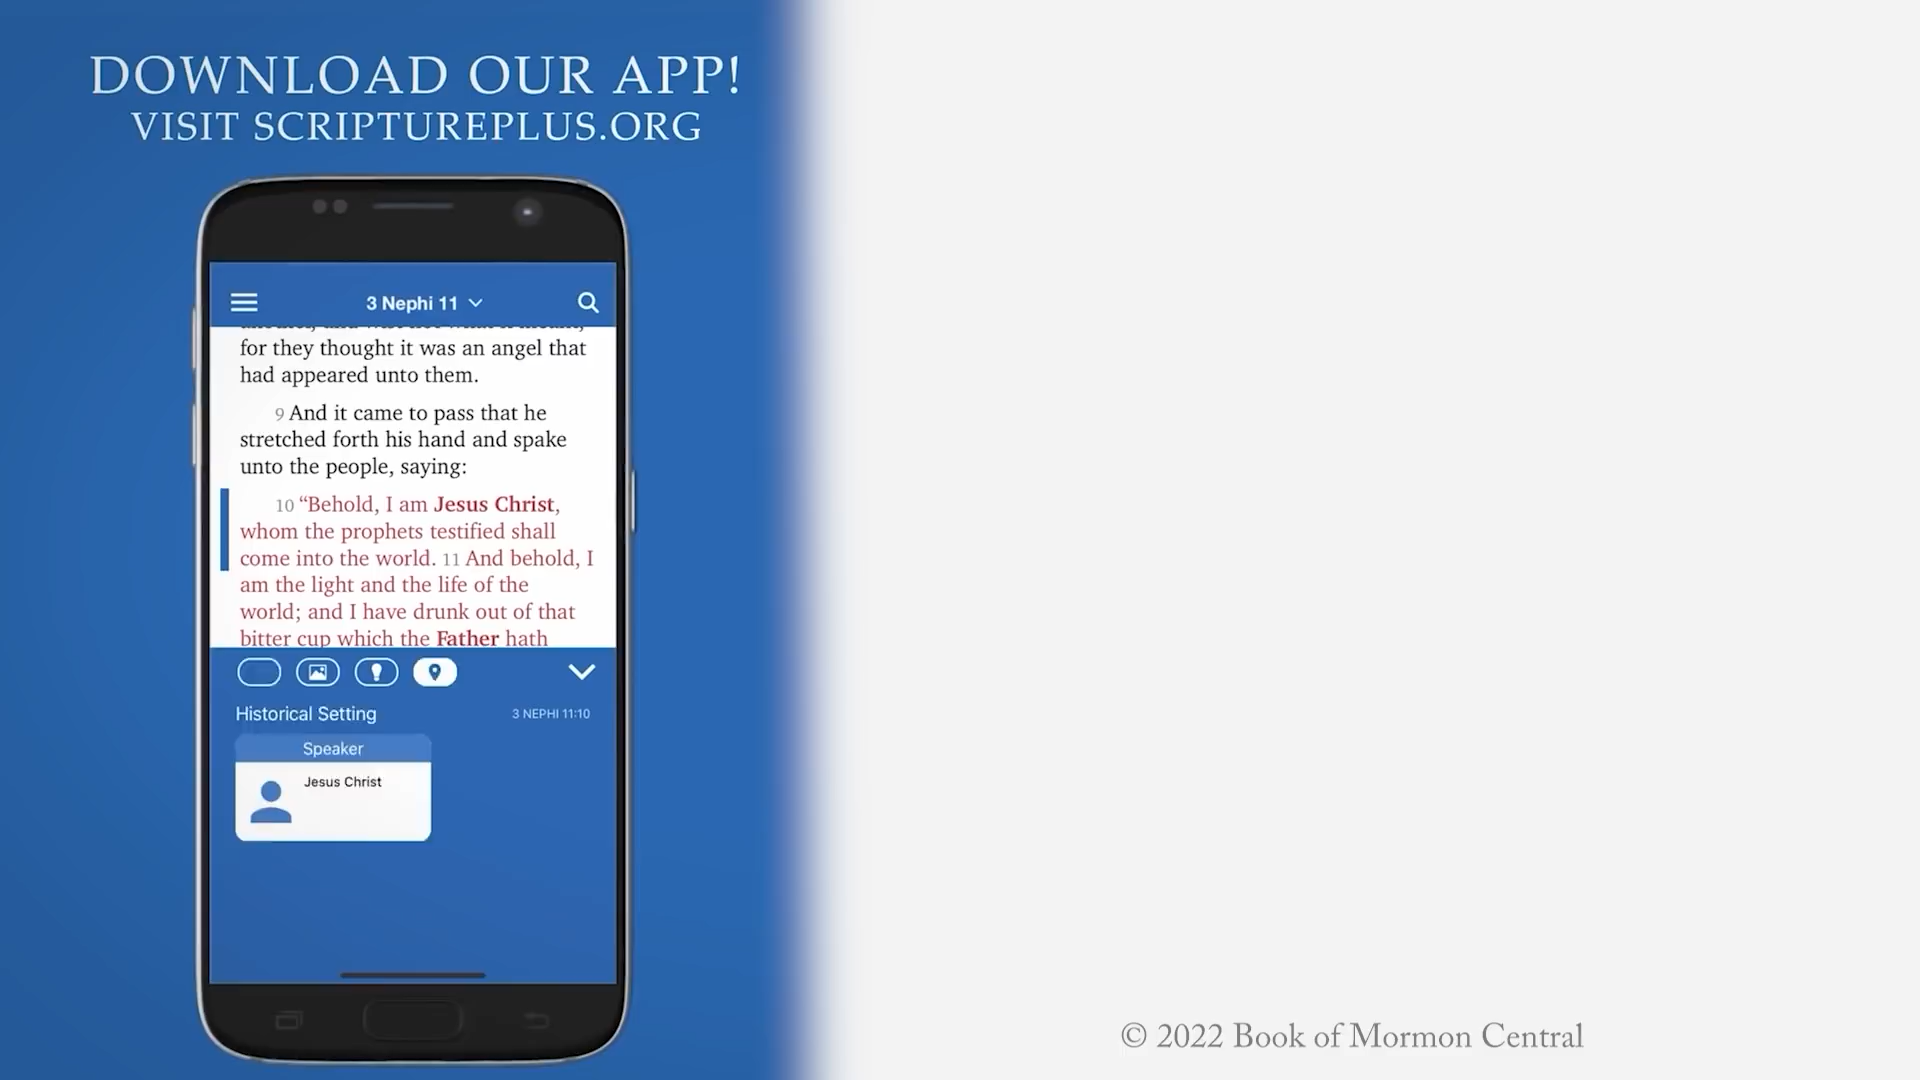 DOWNLOAD OUR APP!
VISIT SCRIPTUREPLUS.ORG
3 Nephi 11
for they thought it was an angel that
had appeared unto them.
9 And it came to pass that he
stretched forth his hand and spake
unto the people, saying:
10 “Behold, I am Jesus Christ,
whom the prophets testified shall
come into the world. 11 And behold, I
am the light and the life of the
world; and I have drunk out of that
bitter cup which the Father hath
Historical Setting
3 NEPHI 11:10
Speaker
Jesus Christ
© 2022 Book of Mormon Central